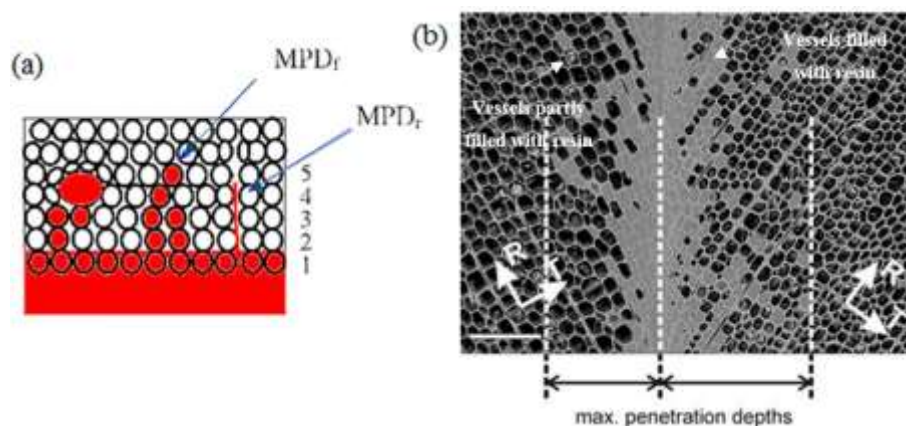 (a)
MPDf
MPDr
5
4
3
2
1
(b)
Vessels partly
filled with resin
Vessels filled
with resin
R
T
R
T
max. penetration depths